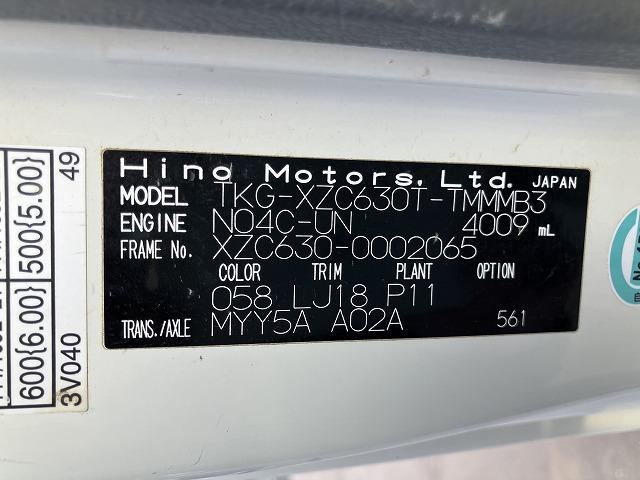 Hino Motors, Ltd. JAPAN
MODEL TKG-XZC630T-TMMMB3
ENGINE N04C-UN 4009 mL
FRAME No. XZC630-0002065
COLOR TRIM PLANT OPTION
058 LJ18 P11
TRANS./AXLE MYY5A A02A 561
600{6.00} 500{5.00}
3V040 49